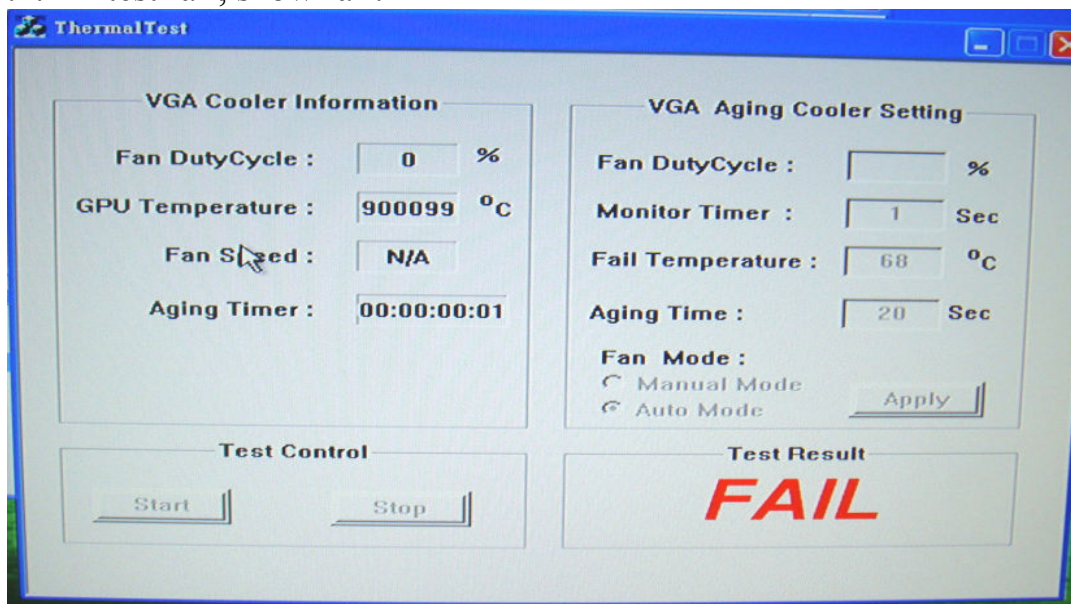 ThermalTest
VGA Cooler Information
Fan DutyCycle : 0 %
GPU Temperature : 900099 ºC
Fan Speed : N/A
Aging Timer : 00:00:00:01
VGA Aging Cooler Setting
Fan DutyCycle : %
Monitor Timer : 1 Sec
Fail Temperature : 68 ºC
Aging Time : 20 Sec
Fan Mode :
Manual Mode
Auto Mode
Apply
Test Control
Start Stop
Test Result
FAIL